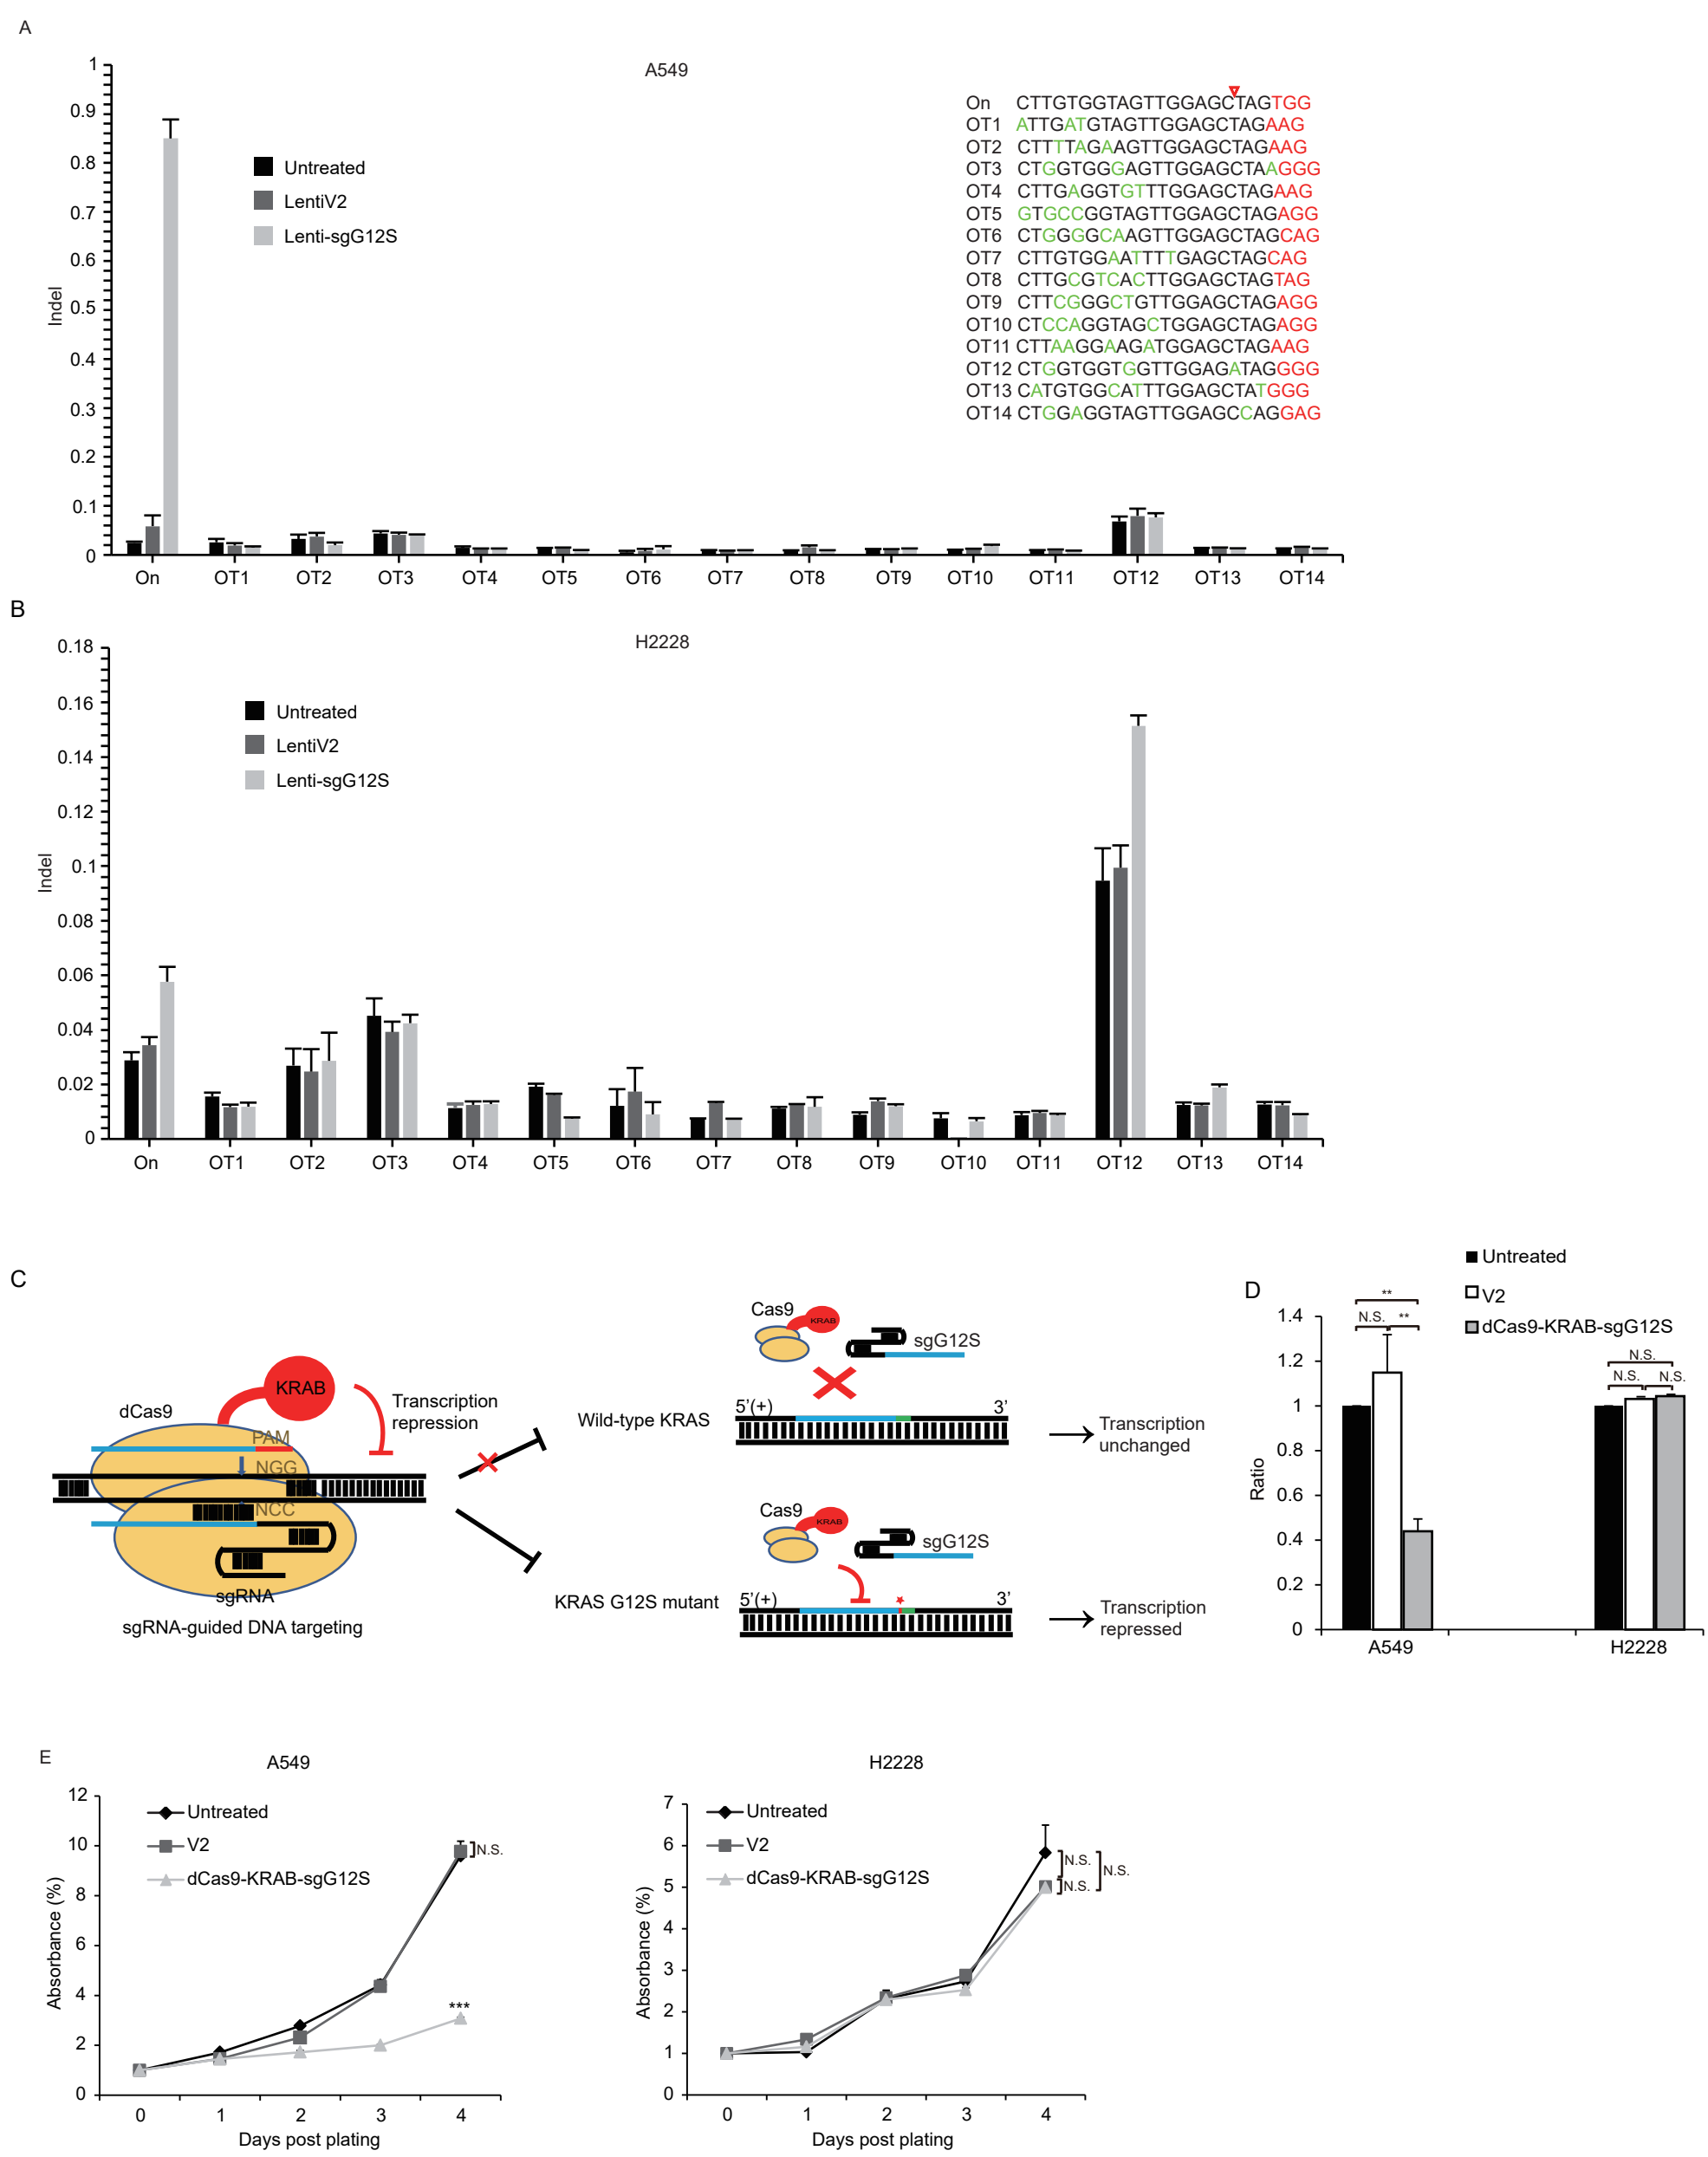 A
A549
1
0.9
0.8
0.7
0.6
0.5
0.4
0.3
0.2
0.1
0
Indel
Untreated
LentiV2
Lenti-sgG12S
On CTTGTGGTAGTTGGAGCTAGTGG
OT1 ATTGATGTAGTTGGAGCTAGAAG
OT2 CTTTTAGAAGTTGGAGCTAGAAG
OT3 CTGGTGGGAGTTGGAGCTAAGGG
OT4 CTTGAGGTGTTTGGAGCTAGAAG
OT5 GTGCCGGTAGTTGGAGCTAGAGG
OT6 CTGGGGCAAGTTGGAGCTAGCAG
OT7 CTTGTGGAATTTTGAGCTAGCAG
OT8 CTTGCGTCACTTGGAGCTAGTAG
OT9 CTTCGGGCTGTTGGAGCTAGAGG
OT10 CTCCAGGTAGCTGGAGCTAGAGG
OT11 CTTAAGGAAGATGGAGCTAGAAG
OT12 CTGGTGGTGGTTGGAGATAGGGG
OT13 CATGTGGCATTTGGAGCTATGGG
OT14 CTGGAGGTAGTTGGAGCCAGGAG
On OT1 OT2 OT3 OT4 OT5 OT6 OT7 OT8 OT9 OT10 OT11 OT12 OT13 OT14
B
H2228
0.18
0.16
0.14
0.12
0.1
0.08
0.06
0.04
0.02
0
Indel
Untreated
LentiV2
Lenti-sgG12S
On OT1 OT2 OT3 OT4 OT5 OT6 OT7 OT8 OT9 OT10 OT11 OT12 OT13 OT14
C
dCas9
KRAB
Transcription
repression
PAM
NGG
NCC
sgRNA
sgRNA-guided DNA targeting
Cas9
KRAB
sgG12S
Wild-type KRAS
5'(+)
3'
Transcription
unchanged
Cas9
KRAB
sgG12S
KRAS G12S mutant
5'(+)
*
3'
Transcription
repressed
D
Untreated
V2
dCas9-KRAB-sgG12S
1.4
1.2
1
0.8
0.6
0.4
0.2
0
Ratio
**
N.S. **
N.S.
N.S. N.S.
A549 H2228
E
A549
12
10
8
6
4
2
0
Absorbance (%)
Untreated
V2
dCas9-KRAB-sgG12S
N.S.
***
0 1 2 3 4
Days post plating
H2228
7
6
5
4
3
2
1
0
Absorbance (%)
Untreated
V2
dCas9-KRAB-sgG12S
N.S.
N.S.
N.S.
0 1 2 3 4
Days post plating